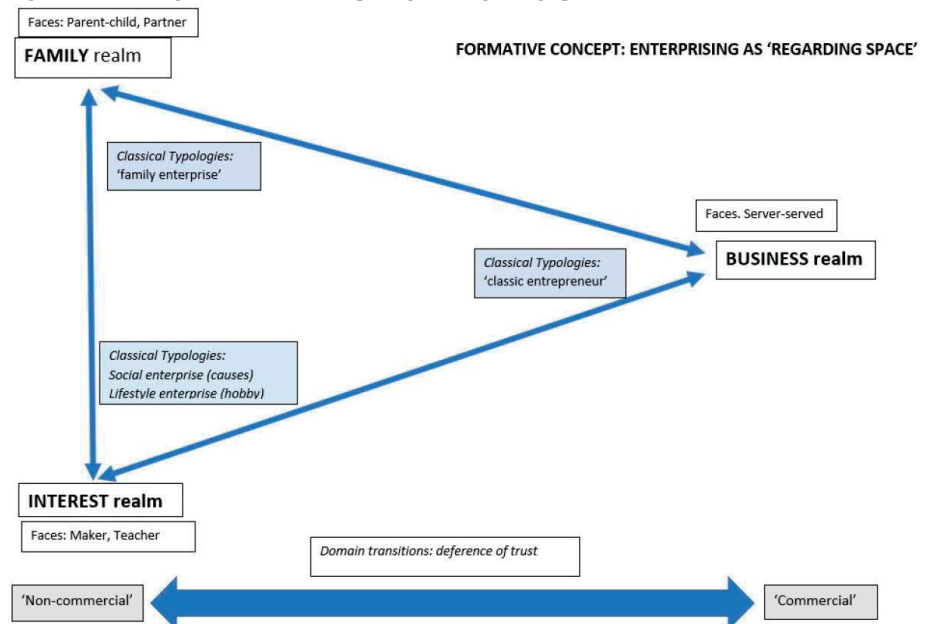 Faces: Parent-child, Partner
FAMILY realm
FORMATIVE CONCEPT: ENTERPRISING AS ‘REGARDING SPACE’
Classical Typologies:
‘family enterprise’
Faces. Server-served
BUSINESS realm
Classical Typologies:
‘classic entrepreneur’
Classical Typologies:
Social enterprise (causes)
Lifestyle enterprise (hobby)
INTEREST realm
Faces: Maker, Teacher
Domain transitions: deference of trust
‘Non-commercial’
‘Commercial’